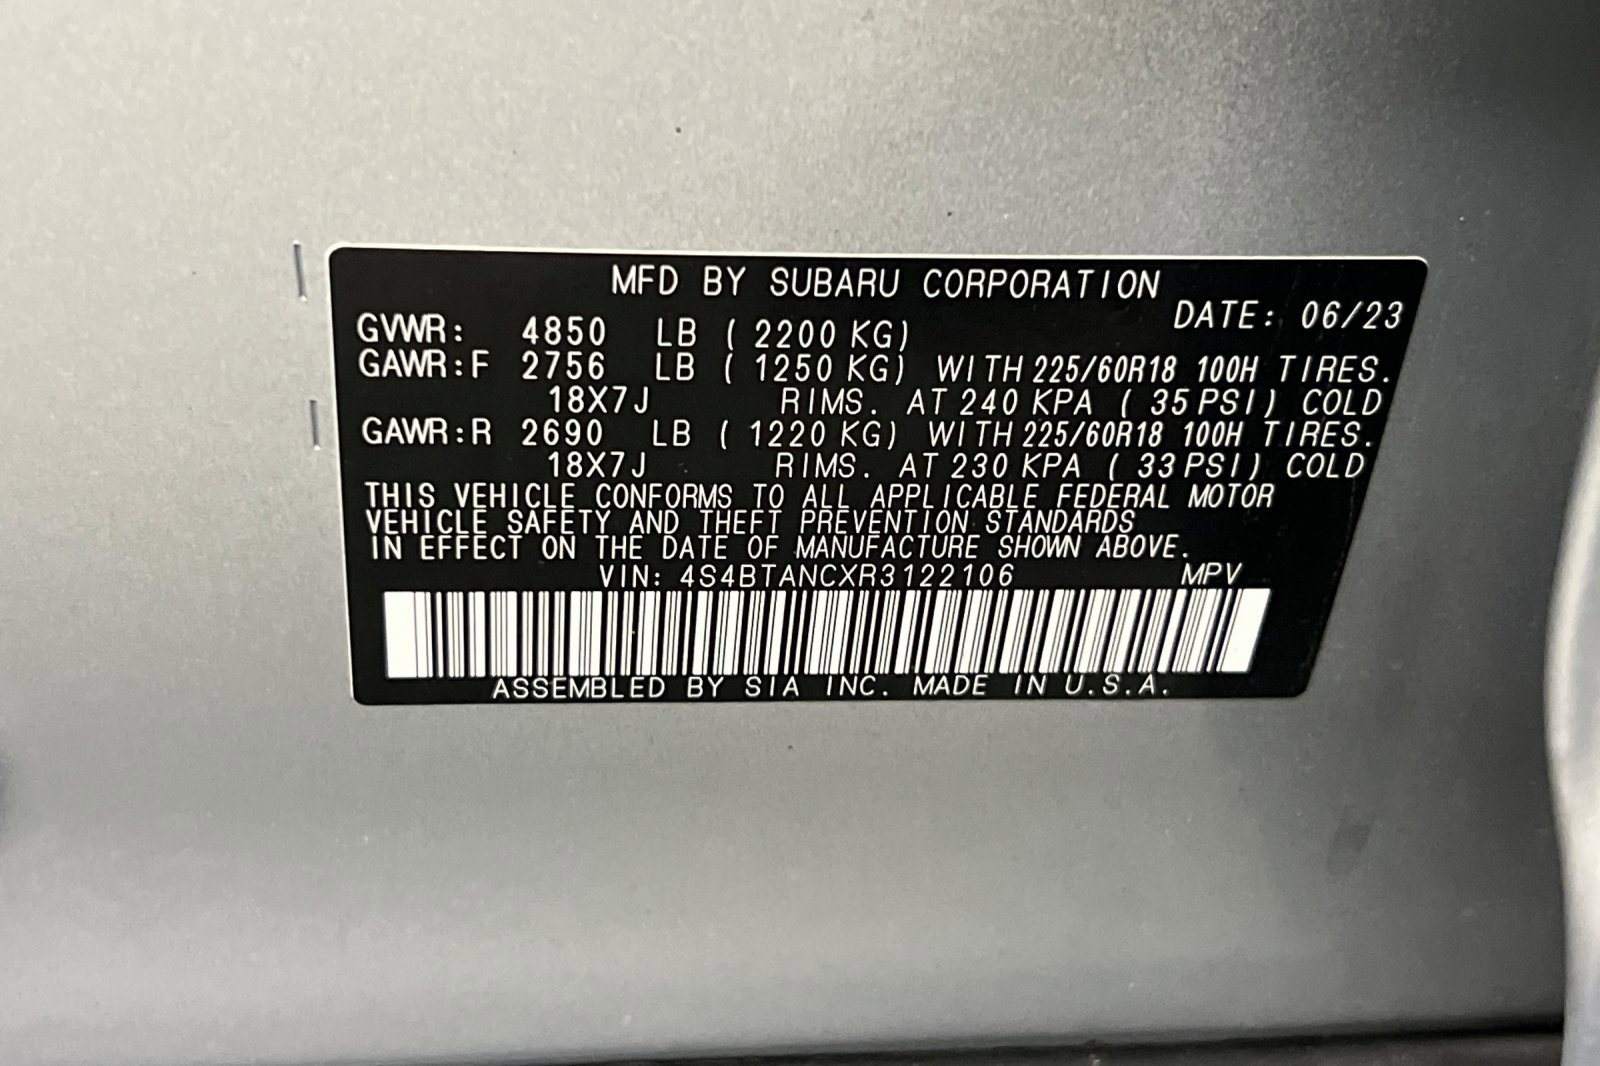 MFD BY SUBARU CORPORATION
DATE: 06/23
GVWR: 4850 LB ( 2200 KG)
GAWR:F 2756 LB ( 1250 KG) WITH 225/60R18 100H TIRES.
18X7J RIMS. AT 240 KPA ( 35 PSI) COLD
GAWR:R 2690 LB ( 1220 KG) WITH 225/60R18 100H TIRES.
18X7J RIMS. AT 230 KPA ( 33 PSI) COLD
THIS VEHICLE CONFORMS TO ALL APPLICABLE FEDERAL MOTOR
VEHICLE SAFETY AND THEFT PREVENTION STANDARDS
IN EFFECT ON THE DATE OF MANUFACTURE SHOWN ABOVE.
VIN: 4S4BTANCXR3122106 MPV
ASSEMBLED BY SIA INC. MADE IN U.S.A.